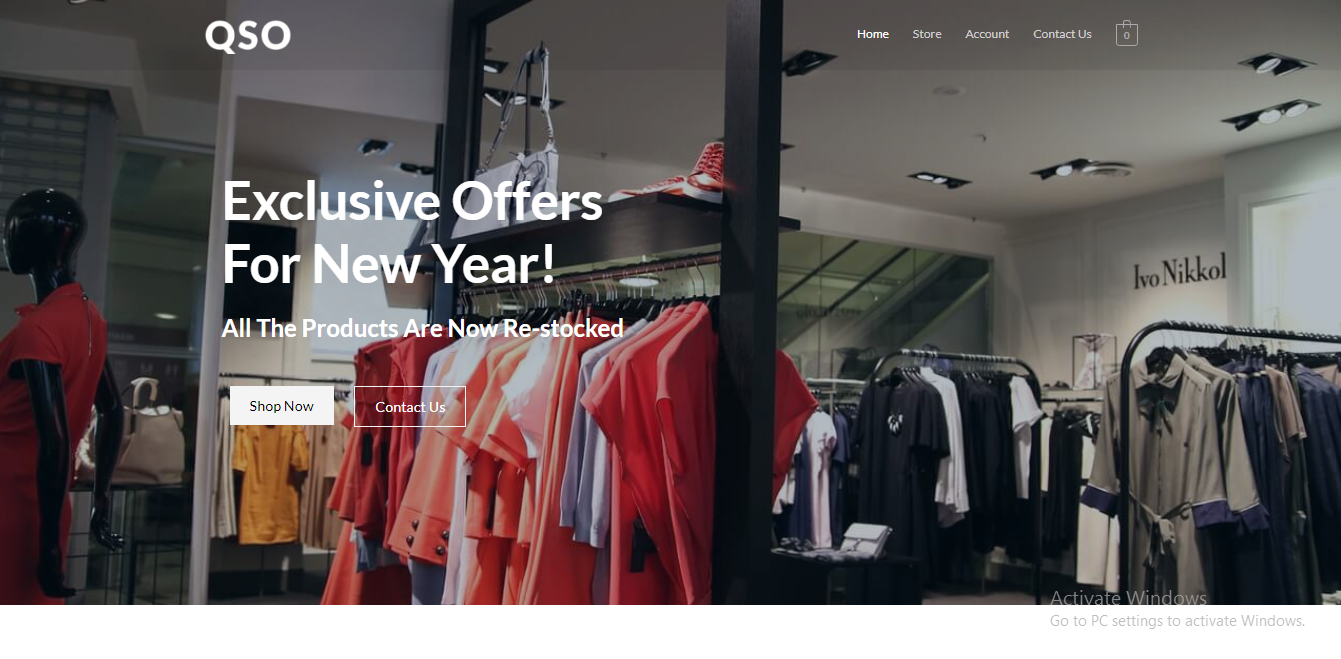 QSO
Home
Store
Account
Contact Us
0
Exclusive Offers
For New Year!
All The Products Are Now Re-stocked
Shop Now
Contact Us
Ivo Nikkol
Activate Windows
Go to PC settings to activate Windows.